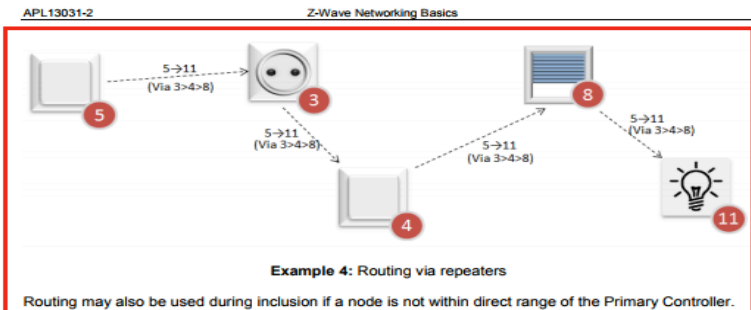 APL13031-2 Z-Wave Networking Basics
5→11
(Via 3>4>8)
5
3
8
5→11
(Via 3>4>8)
5→11
(Via 3>4>8)
5→11
(Via 3>4>8)
4
11
Example 4: Routing via repeaters
Routing may also be used during inclusion if a node is not within direct range of the Primary Controller.